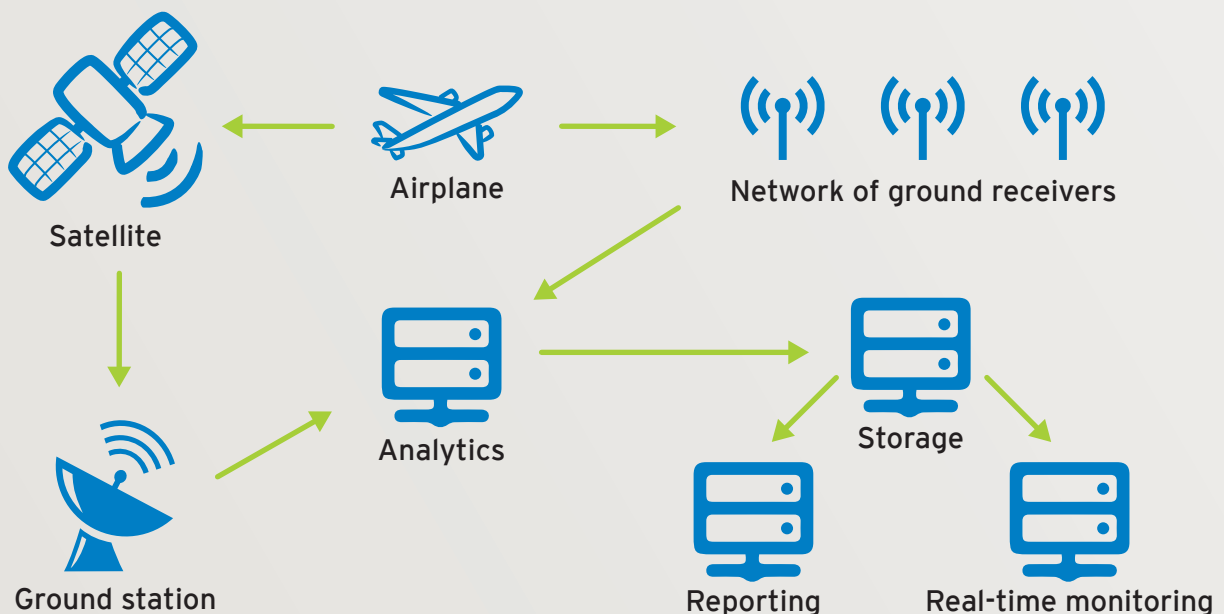 Airplane
Network of ground receivers
Satellite
Analytics
Storage
Ground station
Reporting
Real-time monitoring